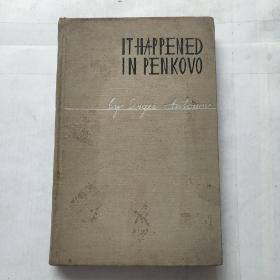 IT HAPPENED
IN PENKOVO
by Sergei Antonov